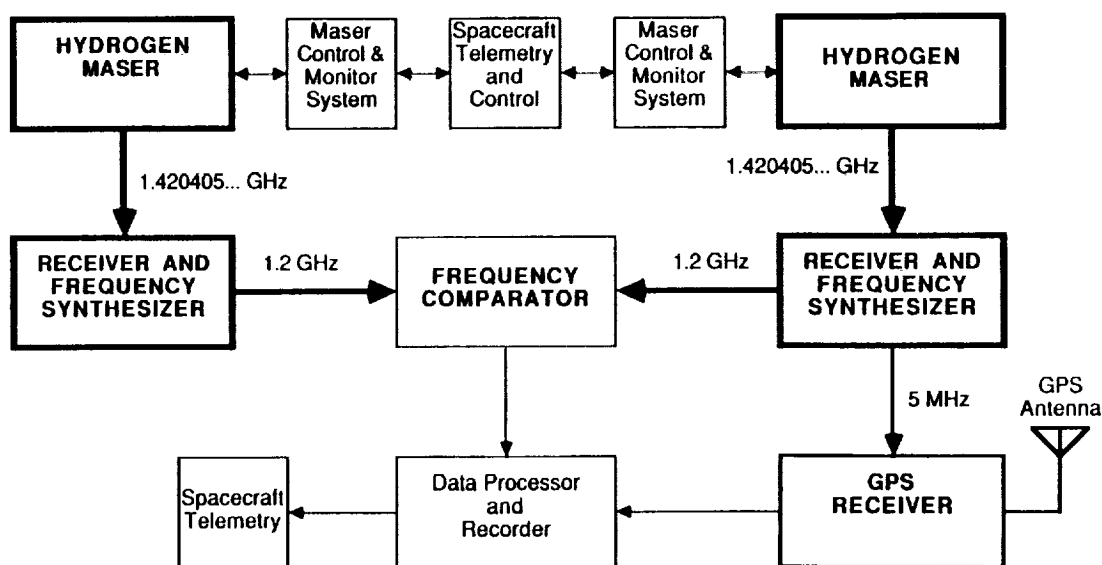 HYDROGEN
MASER
Maser
Control &
Monitor
System
Spacecraft
Telemetry
and
Control
Maser
Control &
Monitor
System
HYDROGEN
MASER
1.420405... GHz
1.420405... GHz
RECEIVER AND
FREQUENCY
SYNTHESIZER
1.2 GHz
FREQUENCY
COMPARATOR
1.2 GHz
RECEIVER AND
FREQUENCY
SYNTHESIZER
5 MHz
GPS
Antenna
Spacecraft
Telemetry
Data Processor
and
Recorder
GPS
RECEIVER